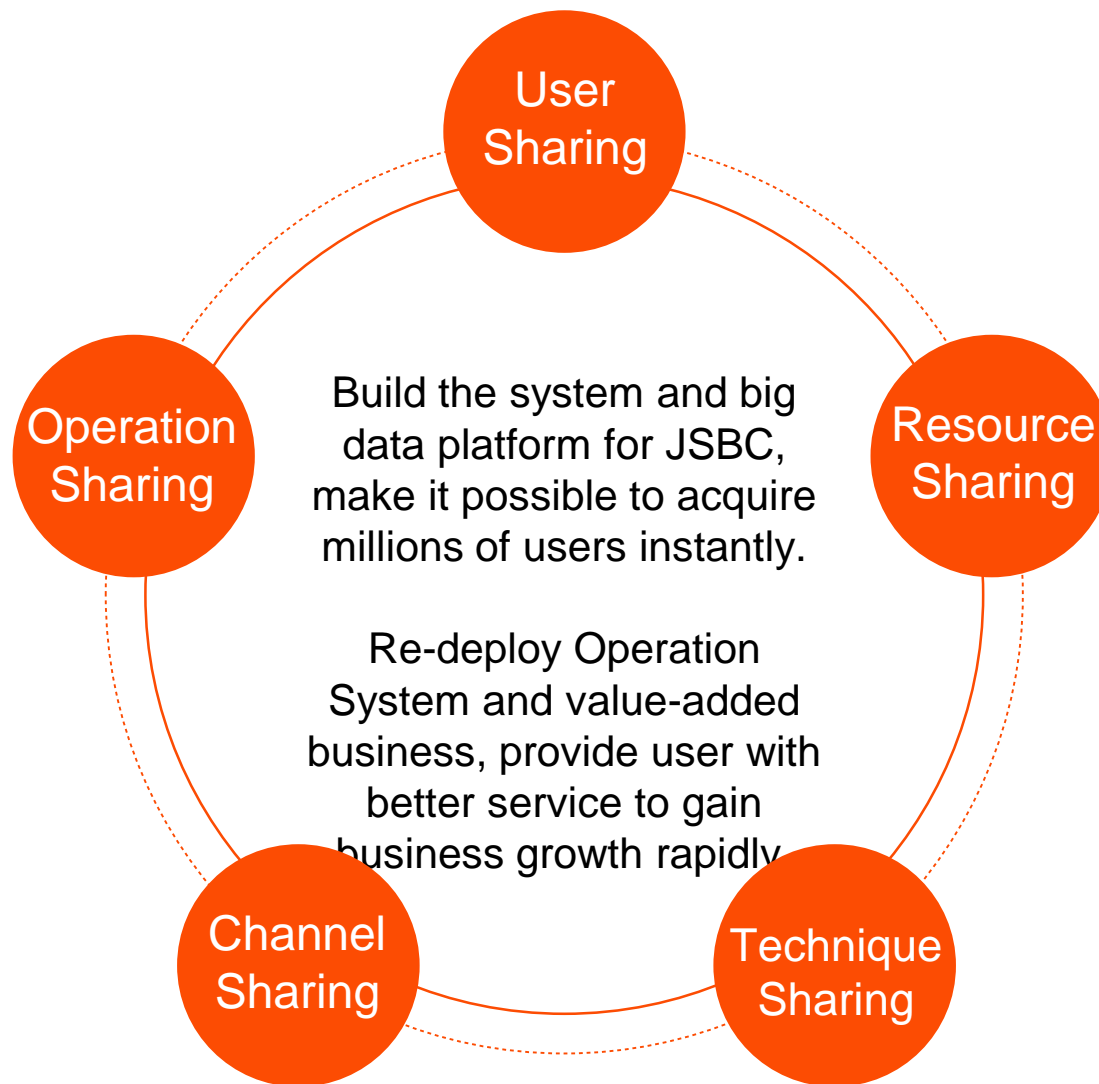 User
Sharing
Operation
Sharing
Resource
Sharing
Build the system and big
data platform for JSBC,
make it possible to acquire
millions of users instantly.
Re-deploy Operation
System and value-added
business, provide user with
better service to gain
business growth rapidly.
Channel
Sharing
Technique
Sharing